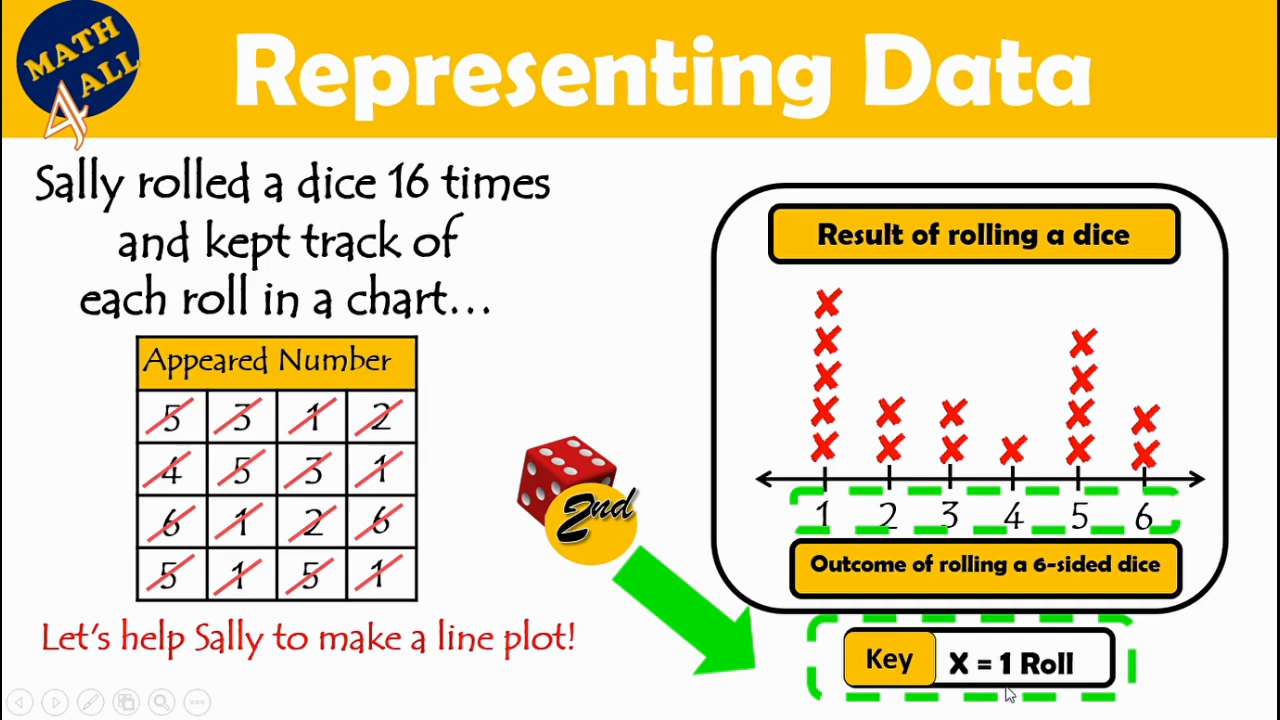 MATH
4 ALL
Representing Data
Sally rolled a dice 16 times
and kept track of
each roll in a chart...
Appeared Number
5 3 1 2
4 5 3 1
6 1 2 6
5 1 5 1
Let's help Sally to make a line plot!
2nd
Result of rolling a dice
1 2 3 4 5 6
Outcome of rolling a 6-sided dice
Key X = 1 Roll